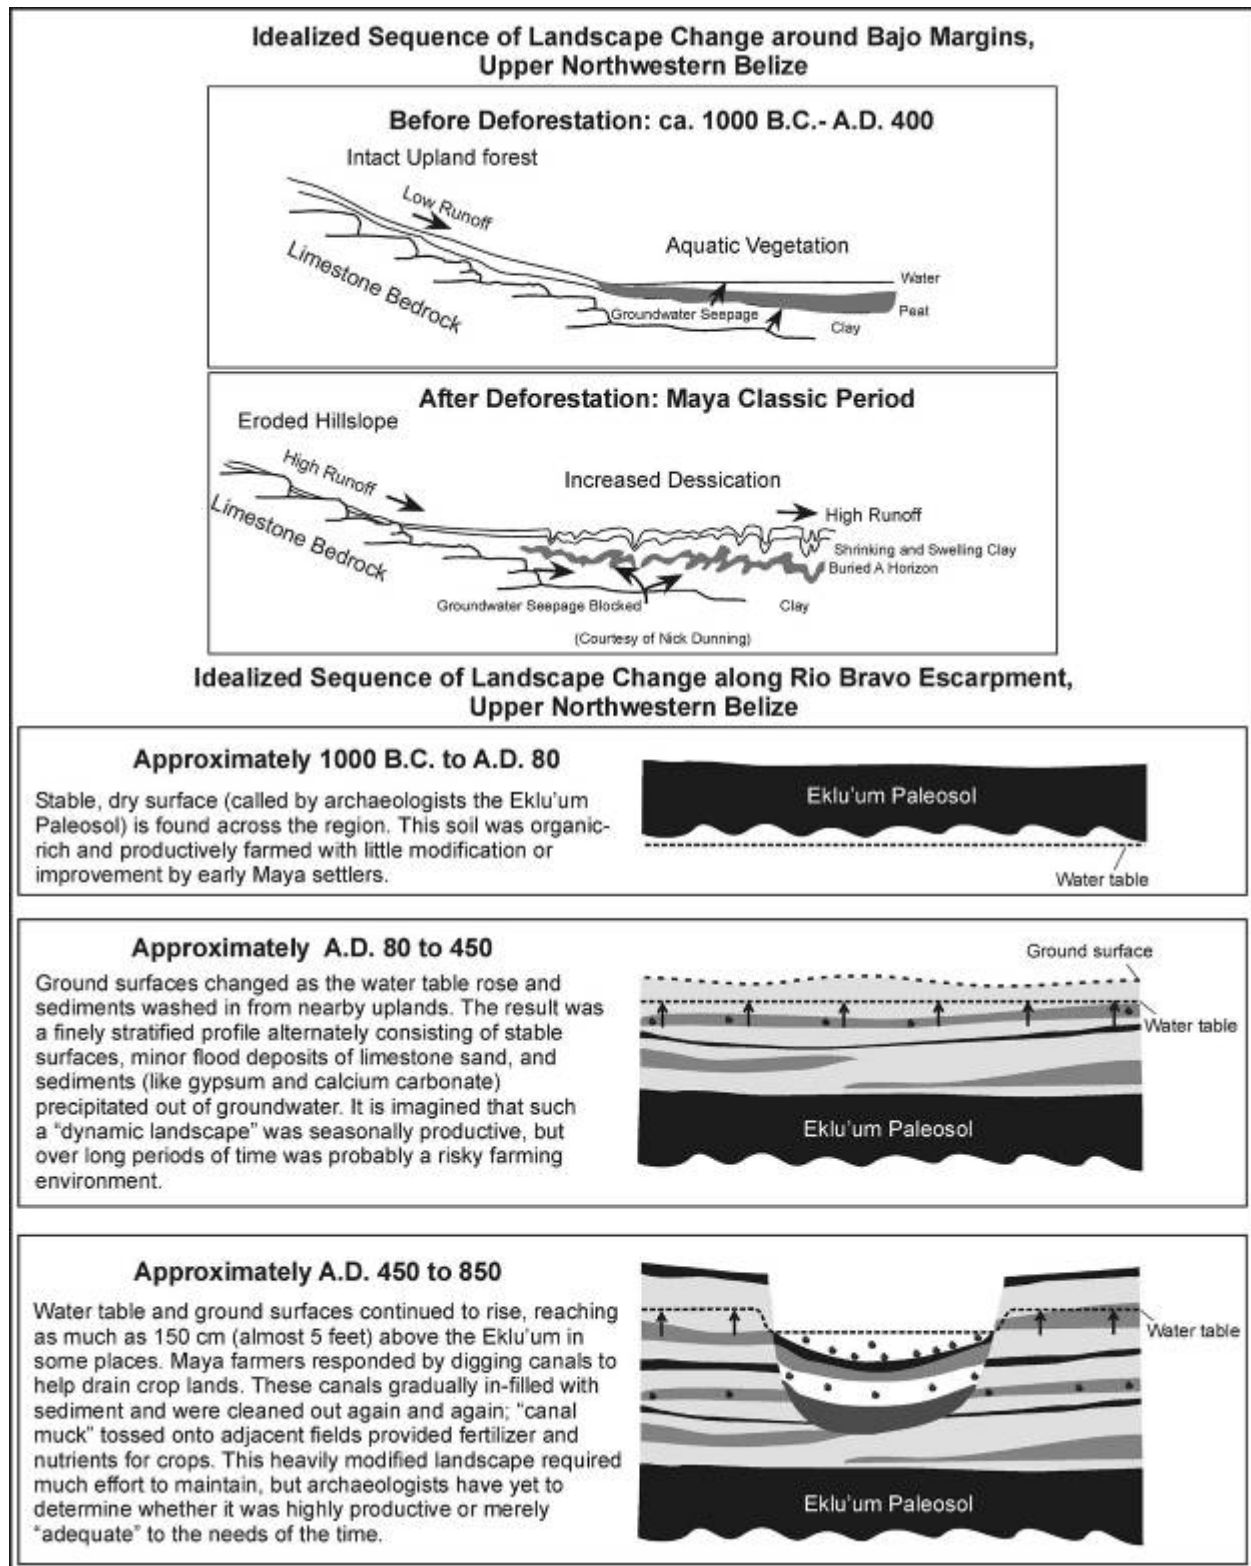 Idealized Sequence of Landscape Change around Bajo Margins,
Upper Northwestern Belize
Before Deforestation: ca. 1000 B.C.- A.D. 400
Intact Upland forest
Low Runoff
Limestone Bedrock
Aquatic Vegetation
Water
Peat
Groundwater Seepage
Clay
After Deforestation: Maya Classic Period
Eroded Hillslope
High Runoff
Limestone Bedrock
Increased Dessication
High Runoff
Shrinking and Swelling Clay
Buried A Horizon
Groundwater Seepage Blocked
Clay
(Courtesy of Nick Dunning)
Idealized Sequence of Landscape Change along Rio Bravo Escarpment,
Upper Northwestern Belize
Approximately 1000 B.C. to A.D. 80
Stable, dry surface (called by archaeologists the Eklu'um
Paleosol) is found across the region. This soil was organic-
rich and productively farmed with little modification or
improvement by early Maya settlers.
Eklu'um Paleosol
Water table
Approximately A.D. 80 to 450
Ground surfaces changed as the water table rose and
sediments washed in from nearby uplands. The result was
a finely stratified profile alternately consisting of stable
surfaces, minor flood deposits of limestone sand, and
sediments (like gypsum and calcium carbonate)
precipitated out of groundwater. It is imagined that such
a “dynamic landscape” was seasonally productive, but
over long periods of time was probably a risky farming
environment.
Ground surface
Water table
Eklu'um Paleosol
Approximately A.D. 450 to 850
Water table and ground surfaces continued to rise, reaching
as much as 150 cm (almost 5 feet) above the Eklu'um in
some places. Maya farmers responded by digging canals to
help drain crop lands. These canals gradually in-filled with
sediment and were cleaned out again and again; “canal
muck” tossed onto adjacent fields provided fertilizer and
nutrients for crops. This heavily modified landscape required
much effort to maintain, but archaeologists have yet to
determine whether it was highly productive or merely
“adequate” to the needs of the time.
Water table
Eklu'um Paleosol